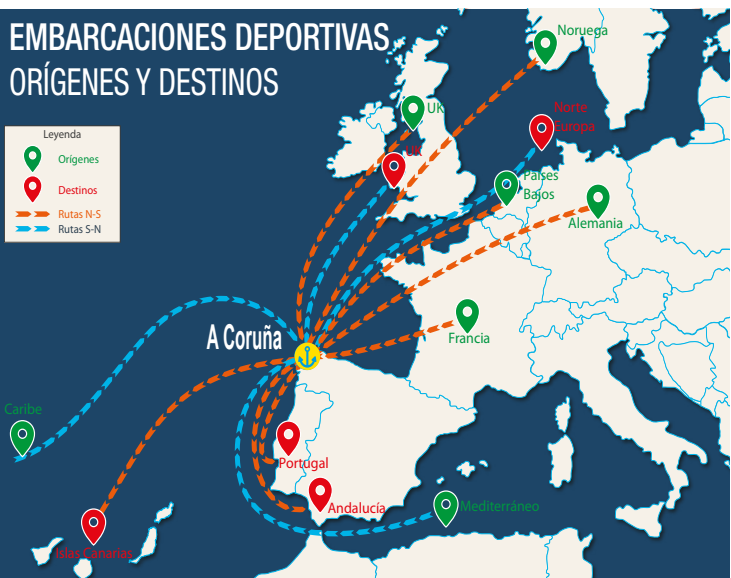 EMBARCACIONES DEPORTIVAS
ORÍGENES Y DESTINOS
Leyenda
Orígenes
Destinos
Rutas N-S
Rutas S-N
Noruega
UK
Norte
Europa
UK
Países
Bajos
Alemania
A Coruña
Francia
Caribe
Portugal
Andalucía
Mediterráneo
Islas Canarias